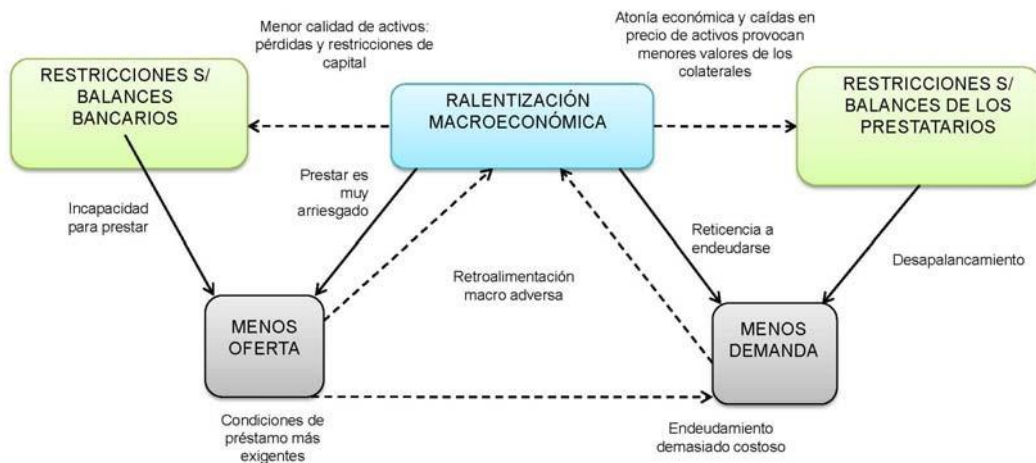 Menor calidad de activos:
pérdidas y restricciones de
capital
Atonía económica y caídas en
precio de activos provocan
menores valores de los
colaterales
RESTRICCIONES S/
BALANCES
BANCARIOS
RALENTIZACIÓN
MACROECONÓMICA
RESTRICCIONES S/
BALANCES DE LOS
PRESTATARIOS
Incapacidad
para prestar
Prestar es
muy
arriesgado
Reticencia a
endeudarse
Desapalancamiento
Retroalimentación
macro adversa
MENOS
OFERTA
MENOS
DEMANDA
Condiciones de
préstamo más
exigentes
Endeudamiento
demasiado costoso